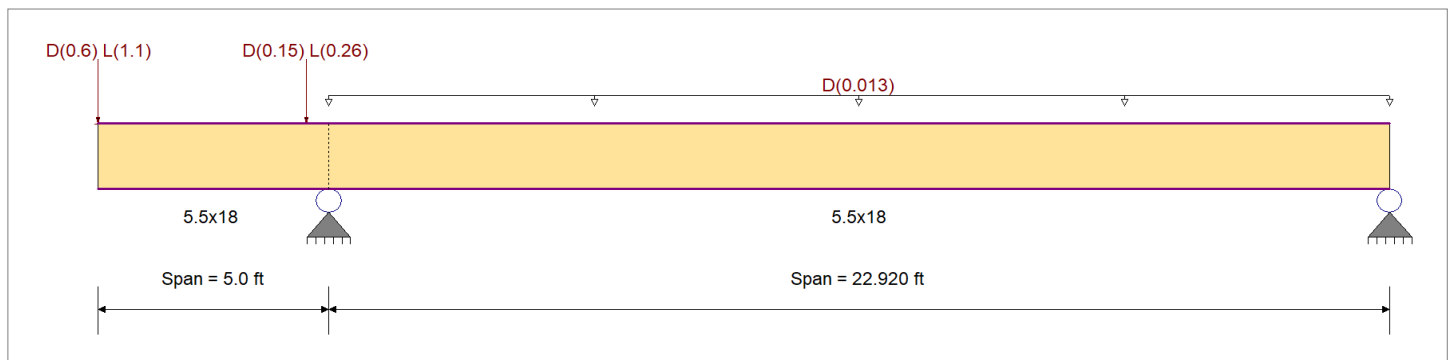 D(0.6) L(1.1)
D(0.15) L(0.26)
D(0.013)
5.5x18
5.5x18
Span = 5.0 ft
Span = 22.920 ft